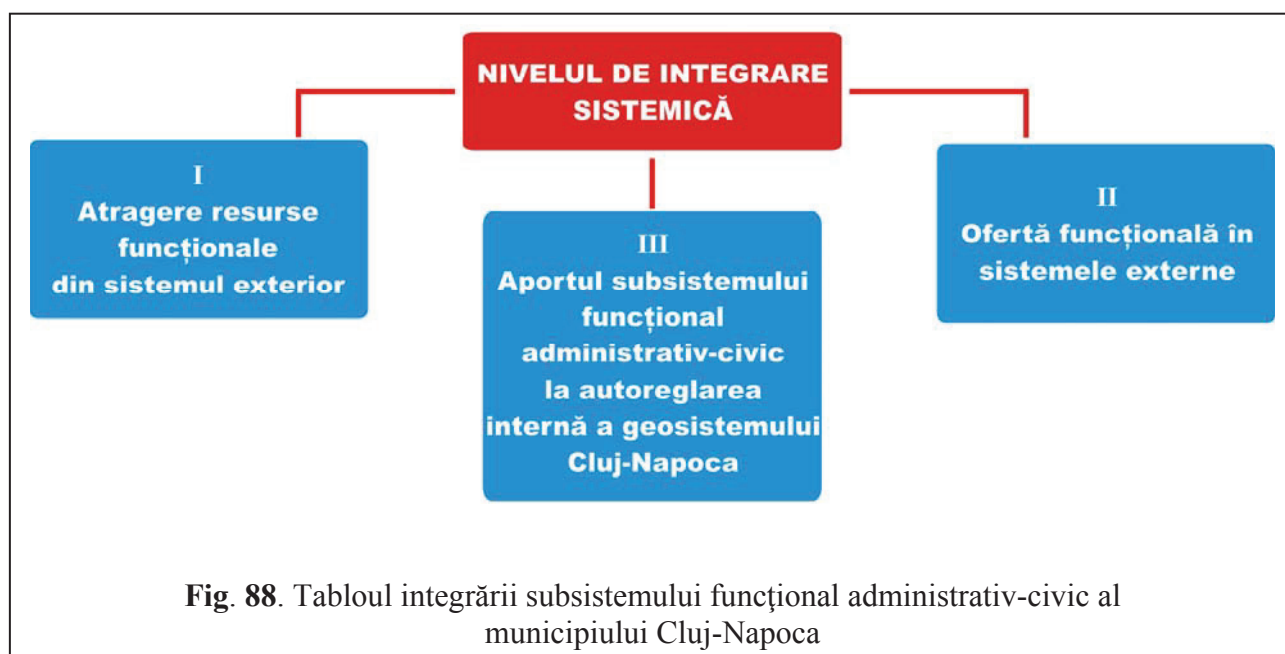 NIVELUL DE INTEGRARE
SISTEMICĂ
I
Atragere resurse
funcționale
din sistemul exterior
III
Aportul subsistemului
funcțional
administrativ-civic
la autoreglarea
internă a geosistemului
Cluj-Napoca
II
Ofertă funcțională în
sistemele externe
Fig. 88. Tabloul integrării subsistemului funcţional administrativ-civic al
municipiului Cluj-Napoca